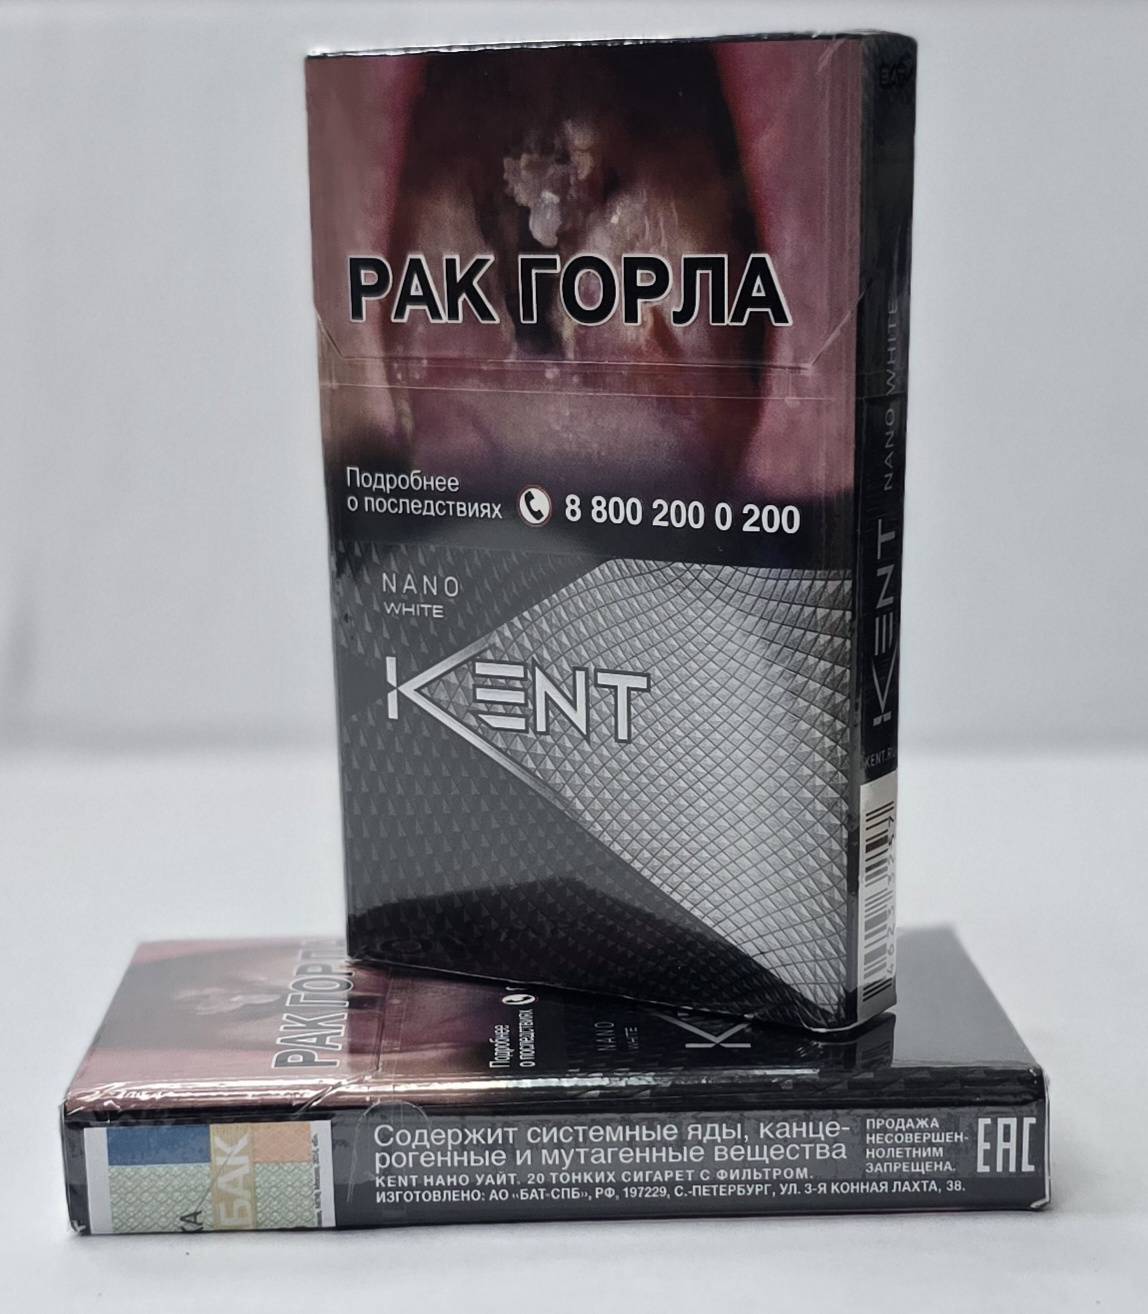 РАК ГОРЛА
Подробнее
о последствиях
8 800 200 0 200
NANO
WHITE
KENT
KENT NANO WHITE
KENT.RU
РАК ГОРЛ
Подробнее
о последствиях
NANO
WHITE
БАК
Содержит системные яды, канце-
рогенные и мутагенные вещества
KENT НАНО УАЙТ. 20 ТОНКИХ СИГАРЕТ С ФИЛЬТРОМ.
ИЗГОТОВЛЕНО: АО «БАТ-СПБ», РФ, 197229, С.-ПЕТЕРБУРГ, УЛ. 3-Я КОННАЯ ЛАХТА, 38.
ПРОДАЖА
НЕСОВЕРШЕН-
НОЛЕТНИМ
ЗАПРЕЩЕНА.
EAC